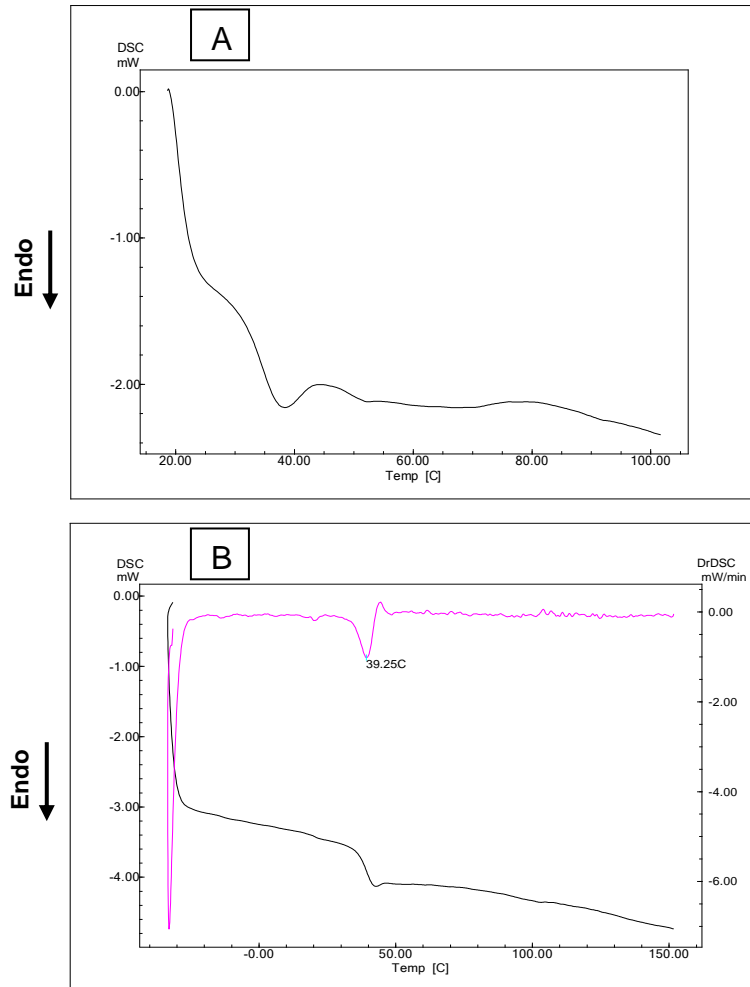 A
DSC
mW
0.00
-1.00
-2.00
20.00 40.00 60.00 80.00 100.00
Temp [C]
Endo
B
DSC
mW
DrDSC
mW/min
0.00
-1.00
-2.00
-3.00
-4.00
0.00
-2.00
-4.00
-6.00
39.25C
-0.00 50.00 100.00 150.00
Temp [C]
Endo